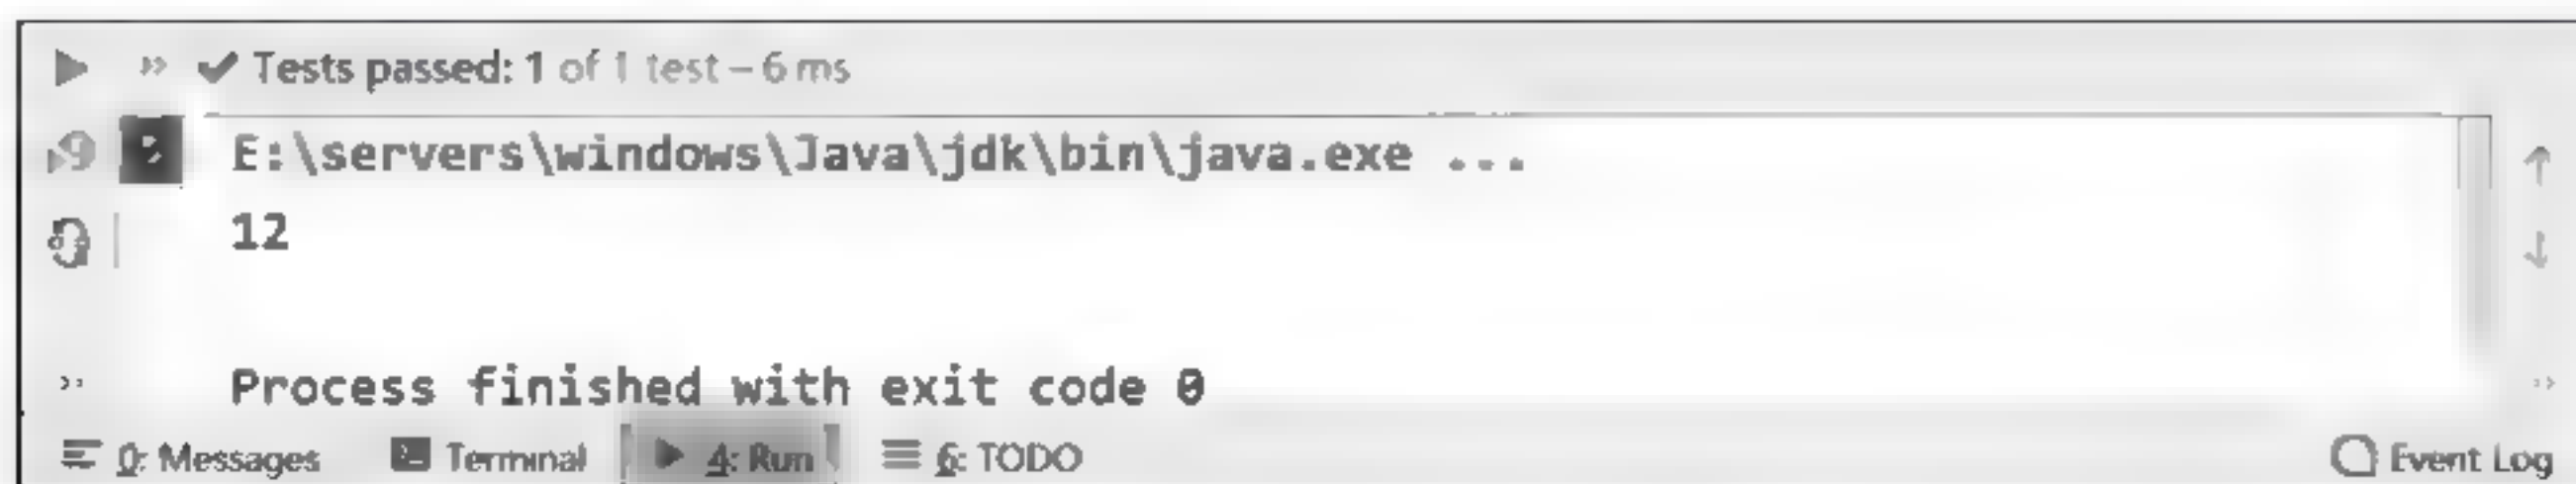 Tests passed: 1 of 1 test – 6 ms
E:\servers\windows\Java\jdk\bin\java.exe ...
12
Process finished with exit code 0
0: Messages Terminal 4: Run 6: TODO Event Log